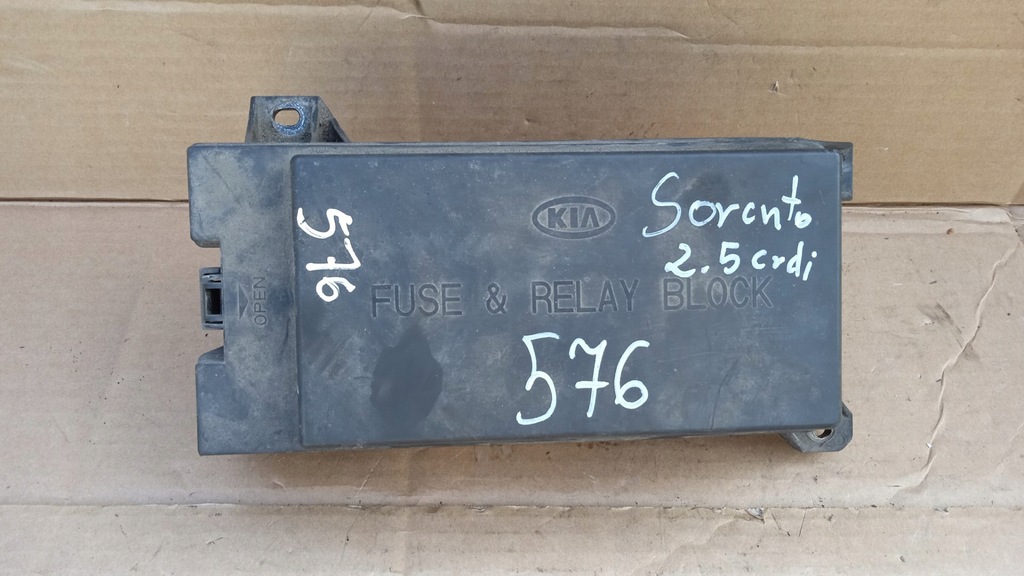 576
OPEN
KIA
Sorento
2.5 crdi
FUSE & RELAY BLOCK
576